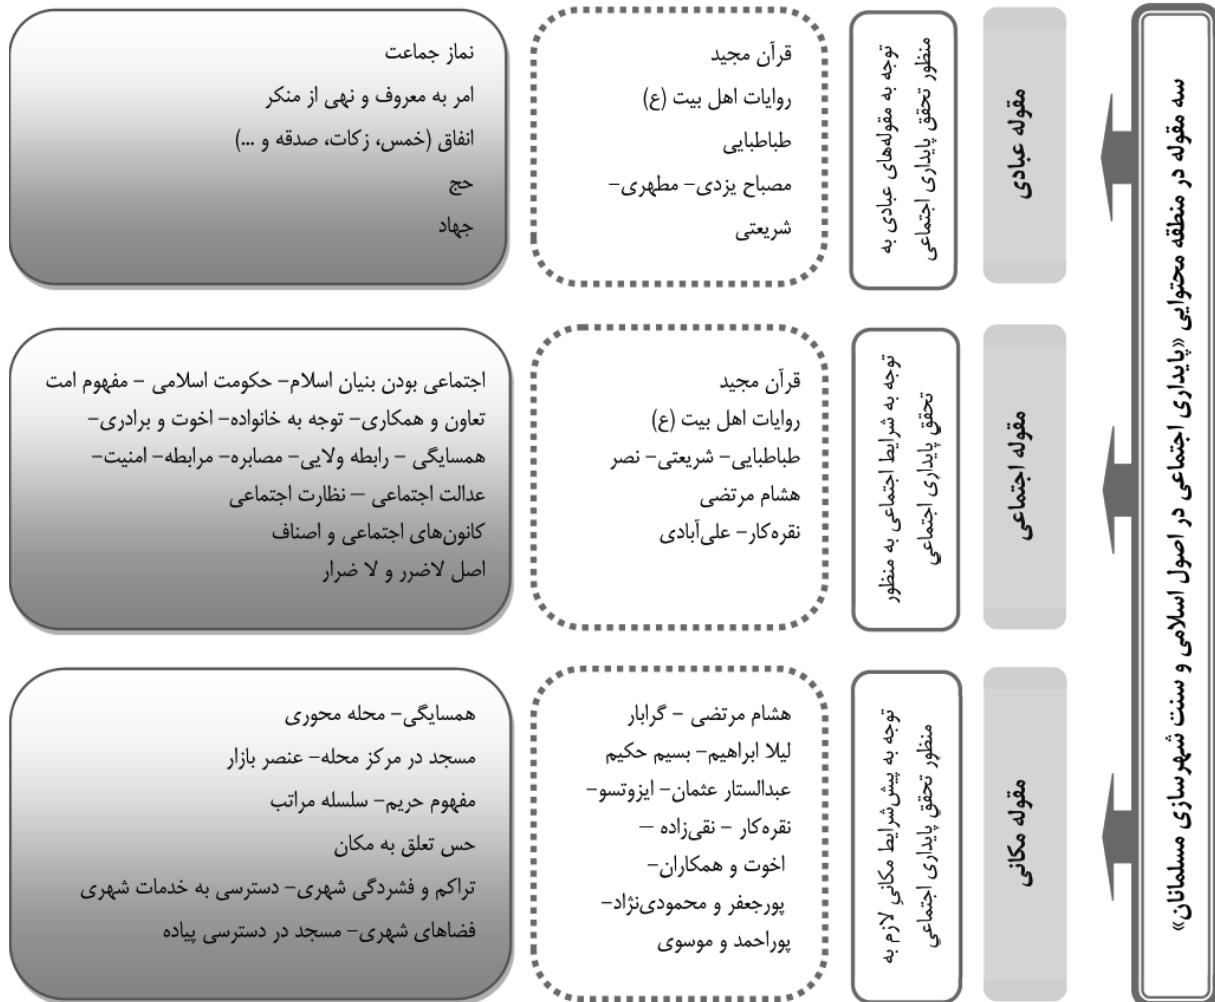 سه مقوله در منطقه محتوایی «پایداری اجتماعی در اصول اسلامی و سنت شهرسازی مسلمانان»
مقوله عبادی
توجه به مقوله‌های عبادی به
منظور تحقق پایداری اجتماعی
قرآن مجید
روایات اهل بیت (ع)
طباطبایی
مصباح یزدی- مطهری-
شریعتی
نماز جماعت
امر به معروف و نهی از منکر
انفاق (خمس، زکات، صدقه و ...)
حج
جهاد
مقوله اجتماعی
توجه به شرایط اجتماعی به منظور
تحقق پایداری اجتماعی
قرآن مجید
روایات اهل بیت (ع)
طباطبایی- شریعتی- نصر
هشام مرتضی
نقره‌کار- علی‌آبادی
اجتماعی بودن بنیان اسلام- حکومت اسلامی - مفهوم امت
تعاون و همکاری- توجه به خانواده- اخوت و برادری-
همسایگی - رابطه ولایی- مصابره- مرابطه- امنیت-
عدالت اجتماعی – نظارت اجتماعی
کانون‌های اجتماعی و اصناف
اصل لاضرر و لا ضرار
مقوله مکانی
توجه به پیش‌شرایط مکانی لازم به
منظور تحقق پایداری اجتماعی
هشام مرتضی - گرابار
لیلا ابراهیم- بسیم حکیم
عبدالستار عثمان- ایزوتسو-
نقره‌کار - نقی‌زاده –
اخوت و همکاران-
پورجعفر و محمودی‌نژاد-
پوراحمد و موسوی
همسایگی- محله محوری
مسجد در مرکز محله- عنصر بازار
مفهوم حریم- سلسله مراتب
حس تعلق به مکان
تراکم و فشردگی شهری- دسترسی به خدمات شهری
فضاهای شهری- مسجد در دسترسی پیاده